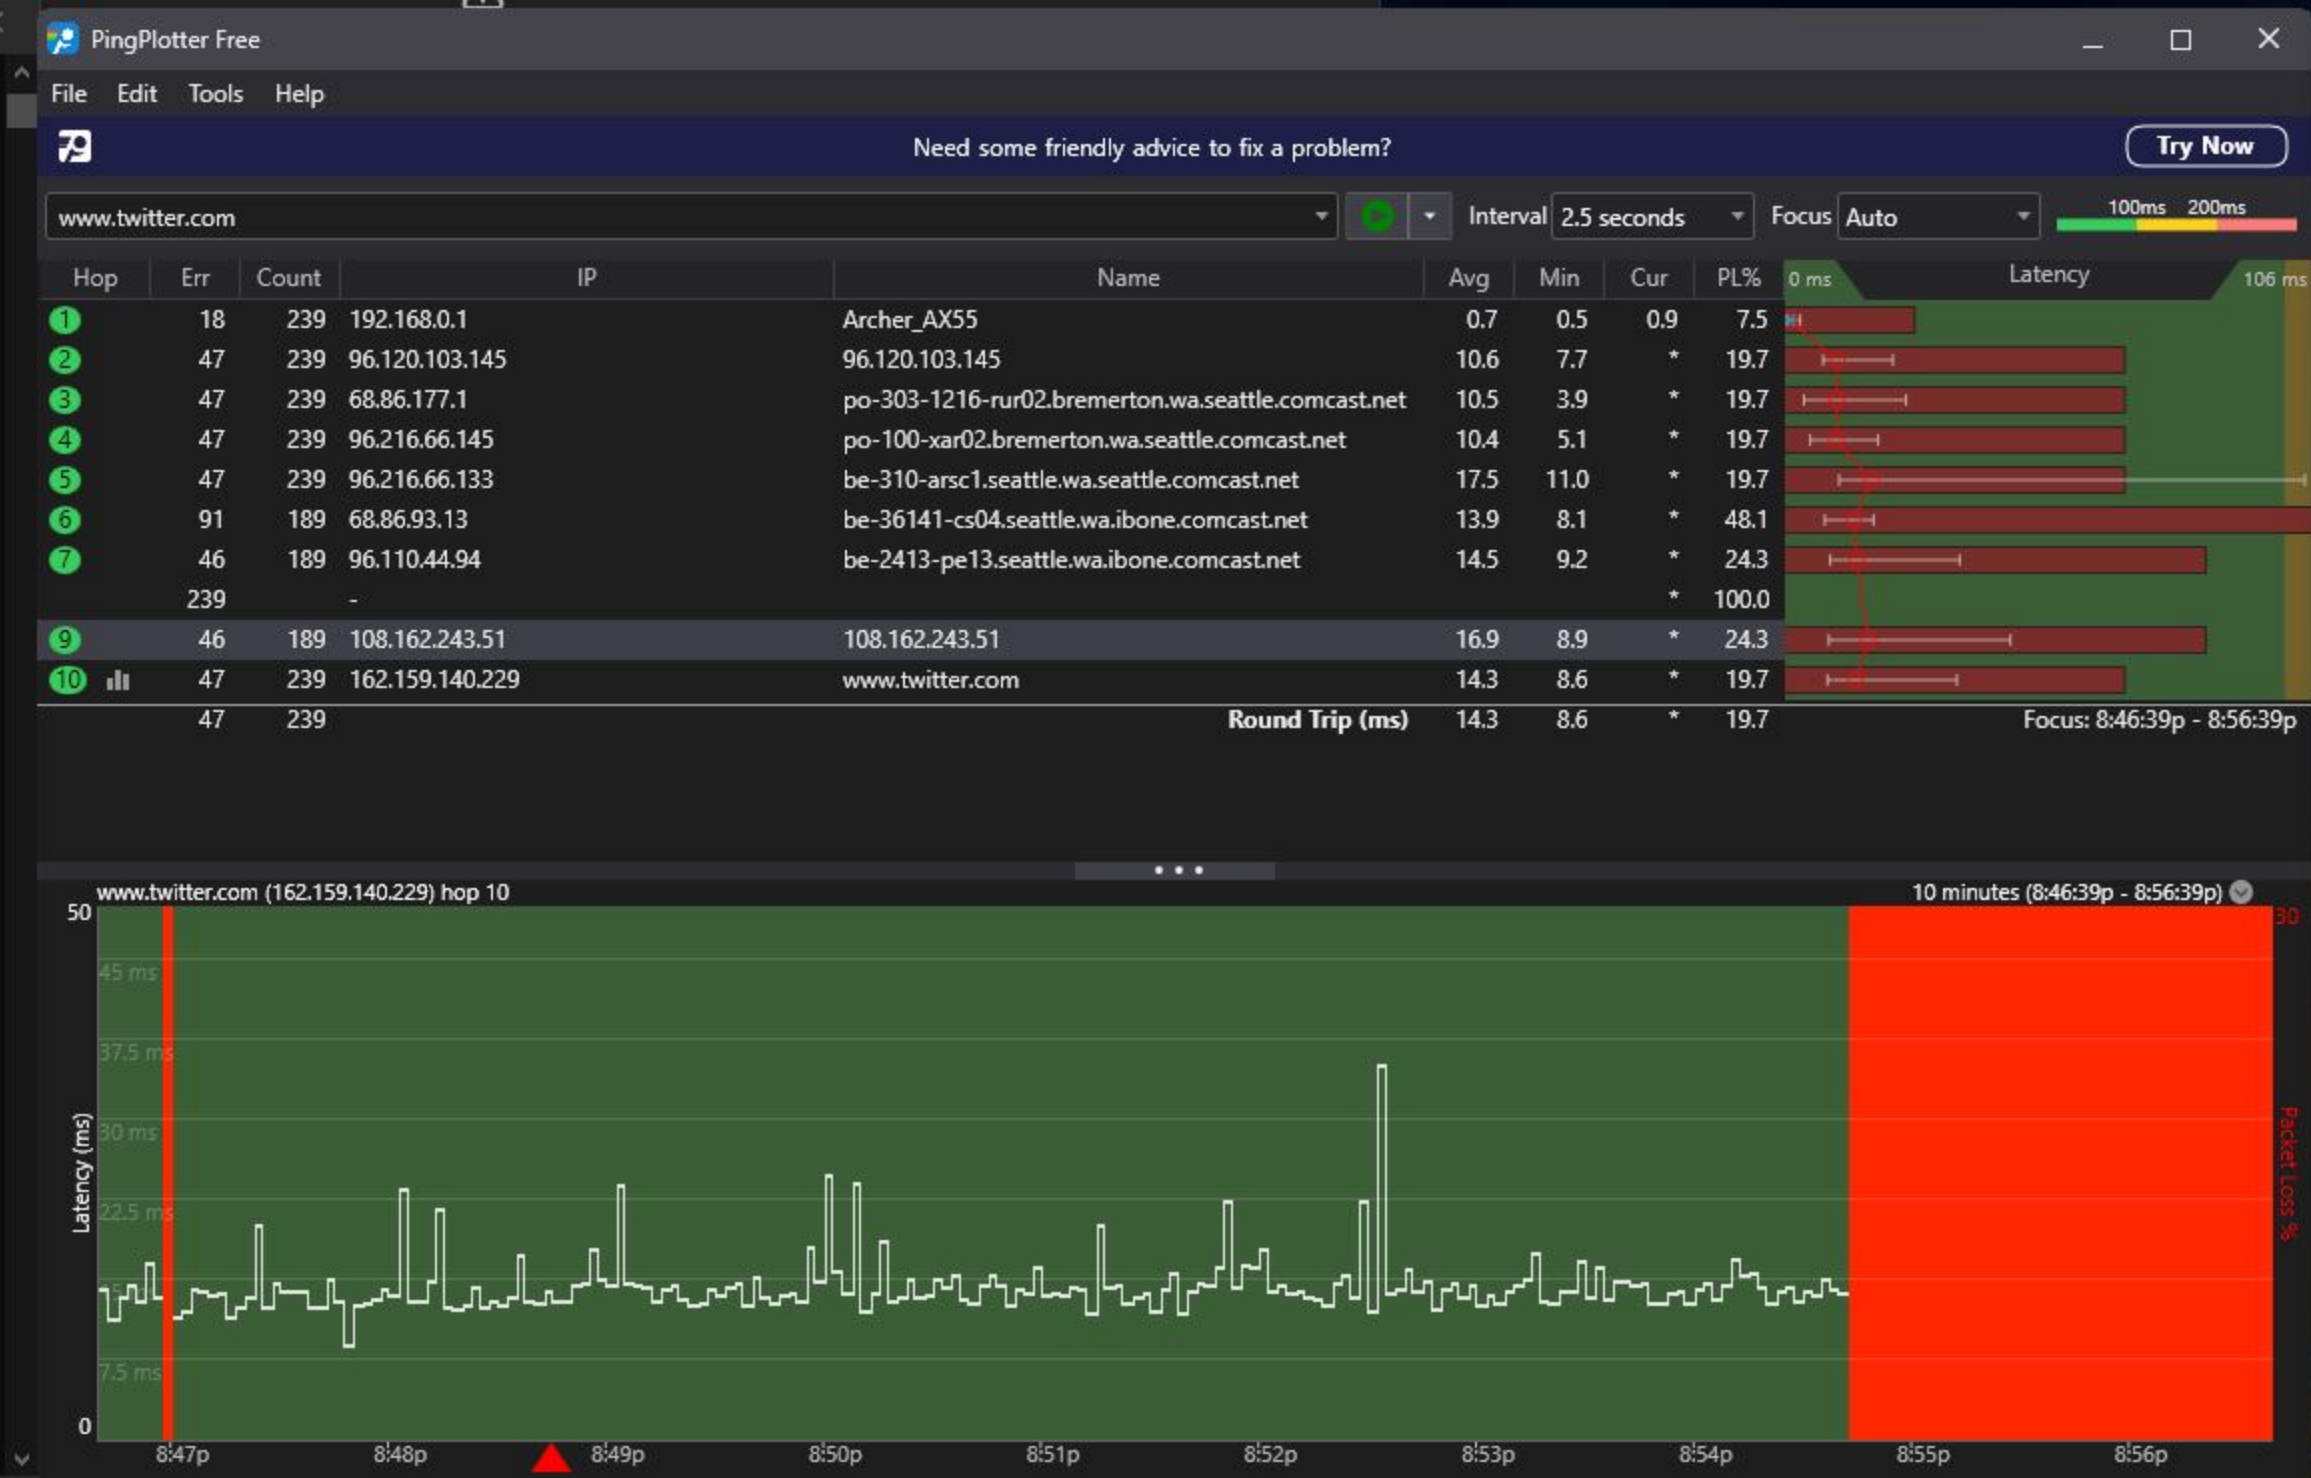 PingPlotter Free
File Edit Tools Help
Need some friendly advice to fix a problem?
Try Now
www.twitter.com Interval 2.5 seconds Focus Auto 100ms 200ms
Hop Err Count IP Name Avg Min Cur PL% 0 ms Latency 106 ms
1 18 239 192.168.0.1 Archer_AX55 0.7 0.5 0.9 7.5
2 47 239 96.120.103.145 96.120.103.145 10.6 7.7 * 19.7
3 47 239 68.86.177.1 po-303-1216-rur02.bremerton.wa.seattle.comcast.net 10.5 3.9 * 19.7
4 47 239 96.216.66.145 po-100-xar02.bremerton.wa.seattle.comcast.net 10.4 5.1 * 19.7
5 47 239 96.216.66.133 be-310-arsc1.seattle.wa.seattle.comcast.net 17.5 11.0 * 19.7
6 91 189 68.86.93.13 be-36141-cs04.seattle.wa.ibone.comcast.net 13.9 8.1 * 48.1
7 46 189 96.110.44.94 be-2413-pe13.seattle.wa.ibone.comcast.net 14.5 9.2 * 24.3
239 - * 100.0
9 46 189 108.162.243.51 108.162.243.51 16.9 8.9 * 24.3
10 47 239 162.159.140.229 www.twitter.com 14.3 8.6 * 19.7
47 239 Round Trip (ms) 14.3 8.6 * 19.7 Focus: 8:46:39p - 8:56:39p
www.twitter.com (162.159.140.229) hop 10 10 minutes (8:46:39p - 8:56:39p)
50 30
45 ms
37.5 ms
30 ms
22.5 ms
7.5 ms
0
Latency (ms)
Packet Loss %
8:47p 8:48p 8:49p 8:50p 8:51p 8:52p 8:53p 8:54p 8:55p 8:56p